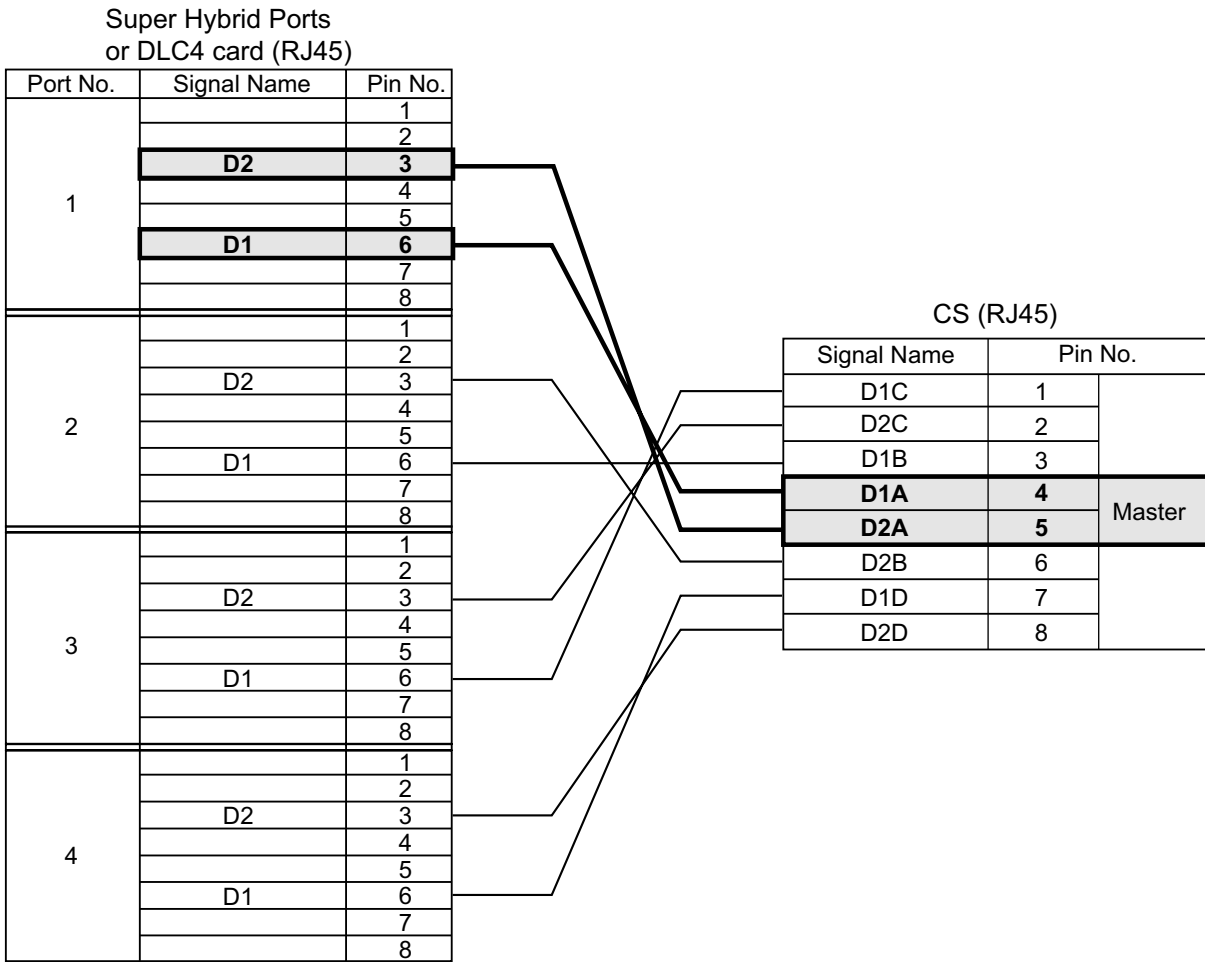 Super Hybrid Ports
or DLC4 card (RJ45)
Port No. Signal Name Pin No.
1
2
D2 3
4
1
5
D1 6
7
8
1
2
D2 3
4
2
5
D1 6
7
8
1
2
D2 3
4
3
5
D1 6
7
8
1
2
D2 3
4
4
5
D1 6
7
8
CS (RJ45)
Signal Name Pin No.
D1C 1
D2C 2
D1B 3
D1A 4
Master
D2A 5
D2B 6
D1D 7
D2D 8